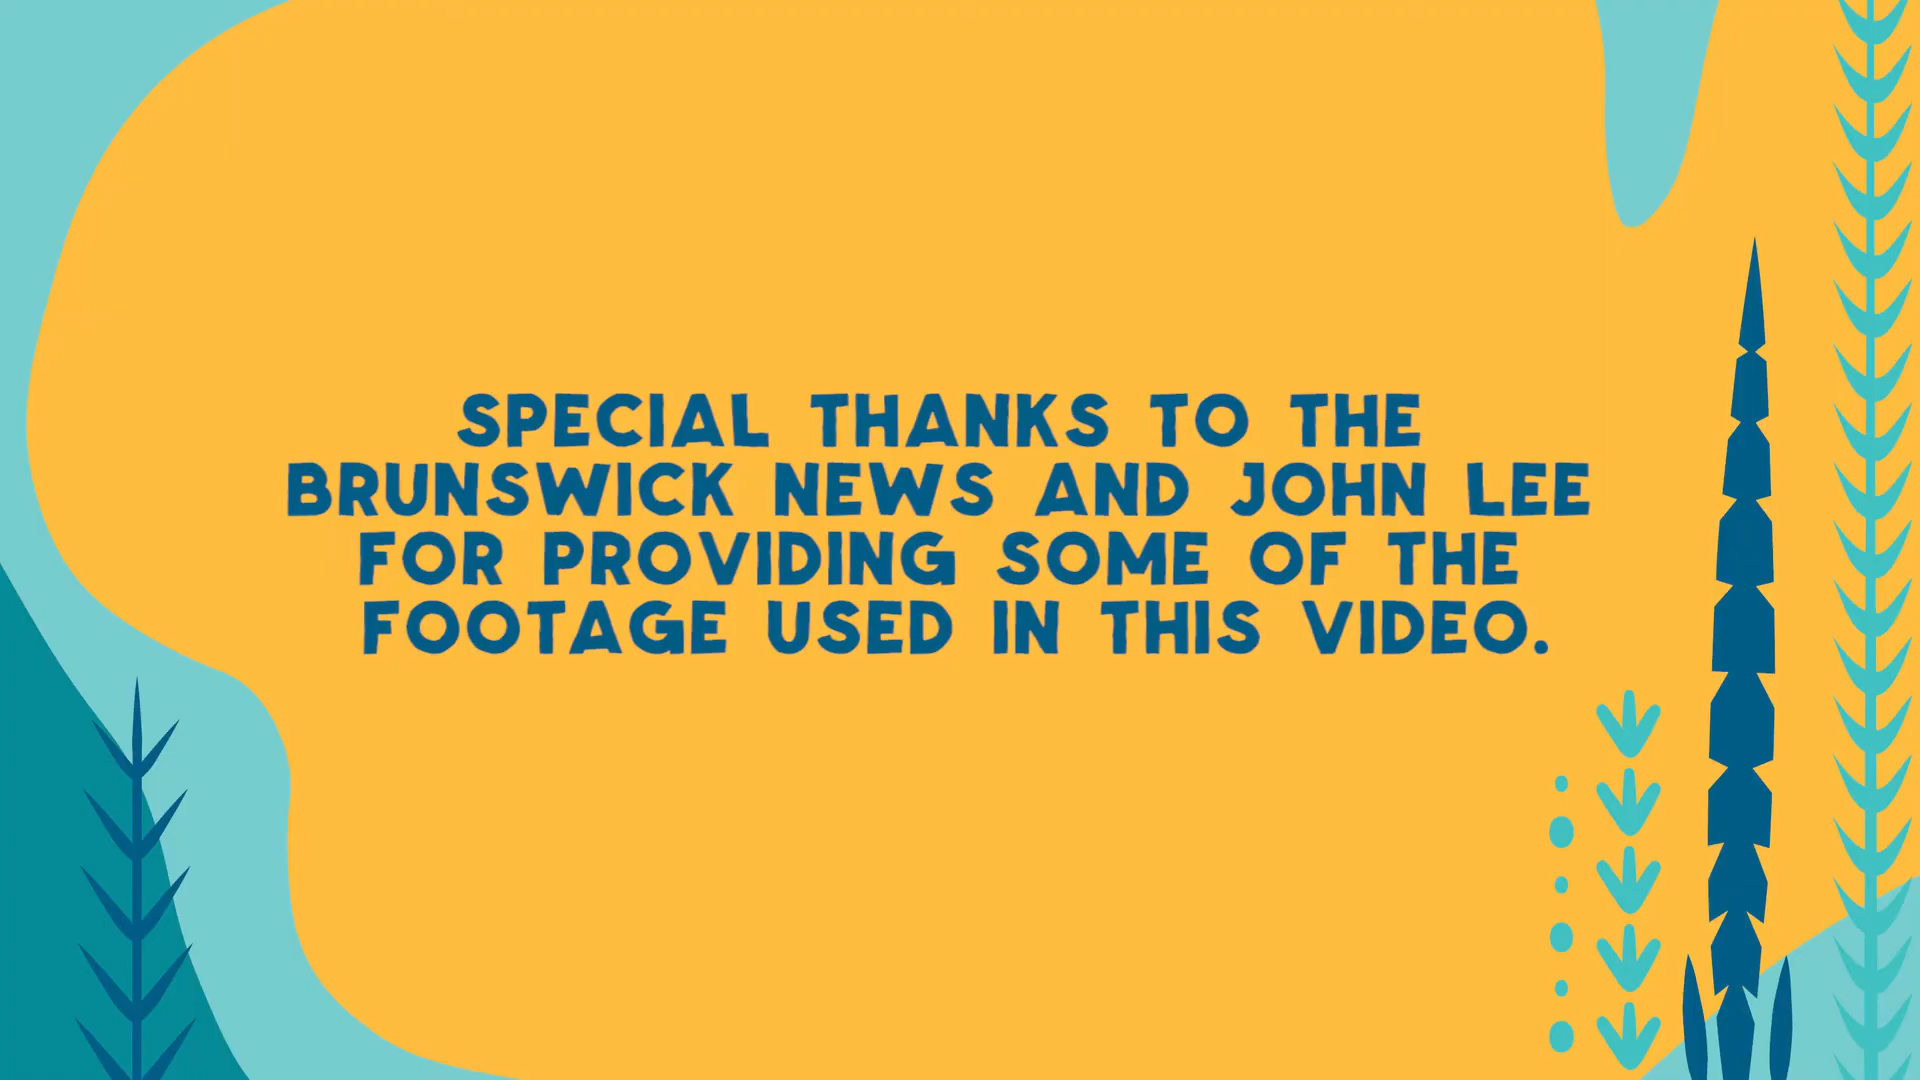 SPECIAL THANKS TO THE
BRUNSWICK NEWS AND JOHN LEE
FOR PROVIDING SOME OF THE
FOOTAGE USED IN THIS VIDEO.